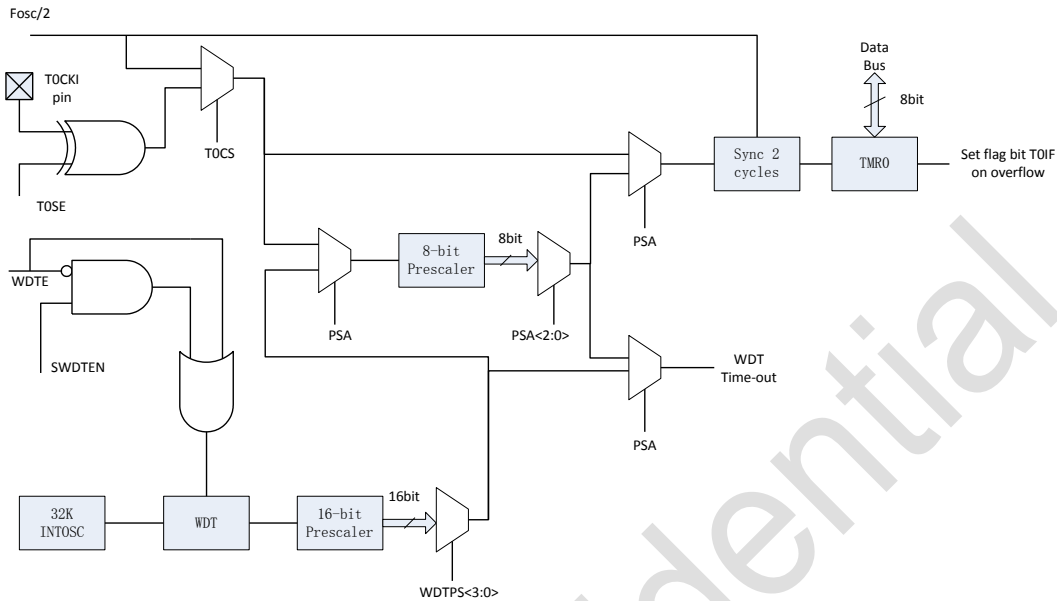 Fosc/2
T0CKI
pin
T0CS
T0SE
Data
Bus
8bit
Sync 2
cycles
TMR0
Set flag bit T0IF
on overflow
PSA
8-bit
Prescaler
8bit
PSA
PSA<2:0>
WDTE
SWDTEN
WDT
Time-out
PSA
32K
INTOSC
WDT
16-bit
Prescaler
16bit
WDTPS<3:0>